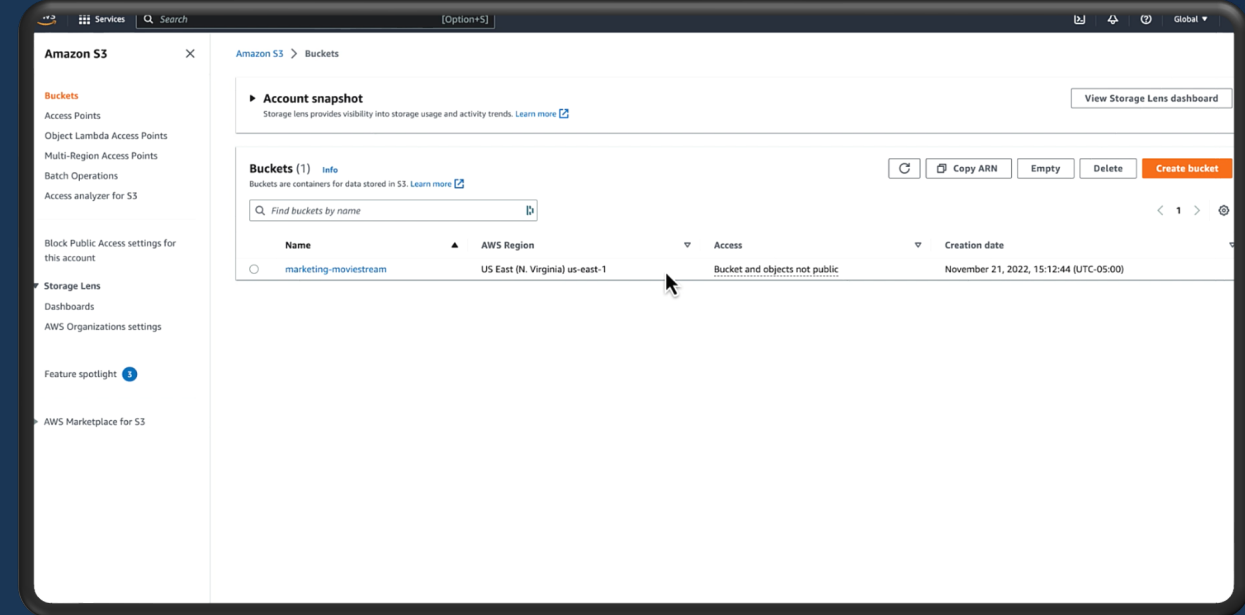 aws
Services
Search
[Option+S]
Global
Amazon S3
Buckets
Access Points
Object Lambda Access Points
Multi-Region Access Points
Batch Operations
Access analyzer for S3
Block Public Access settings for
this account
Storage Lens
Dashboards
AWS Organizations settings
Feature spotlight 3
AWS Marketplace for S3
Amazon S3 > Buckets
Account snapshot
Storage lens provides visibility into storage usage and activity trends. Learn more
View Storage Lens dashboard
Buckets (1) Info
Buckets are containers for data stored in S3. Learn more
Copy ARN
Empty
Delete
Create bucket
Find buckets by name
1
Name AWS Region Access Creation date
marketing-moviestream US East (N. Virginia) us-east-1 Bucket and objects not public November 21, 2022, 15:12:44 (UTC-05:00)